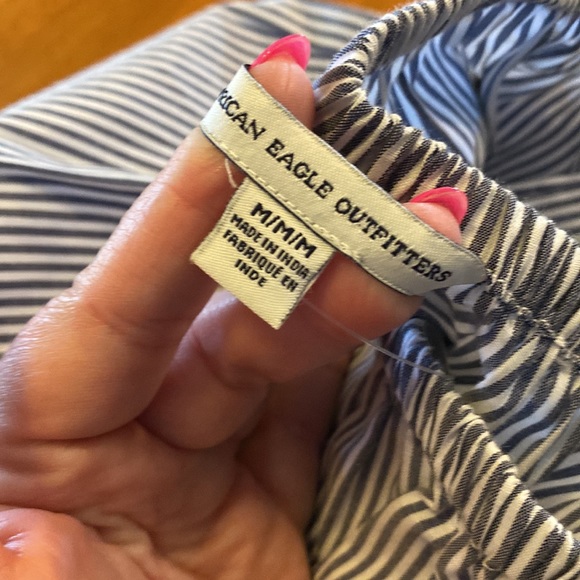 RICAN EAGLE OUTFITTERS
M/M/M
MADE IN INDIA
FABRIQUE EN
INDE